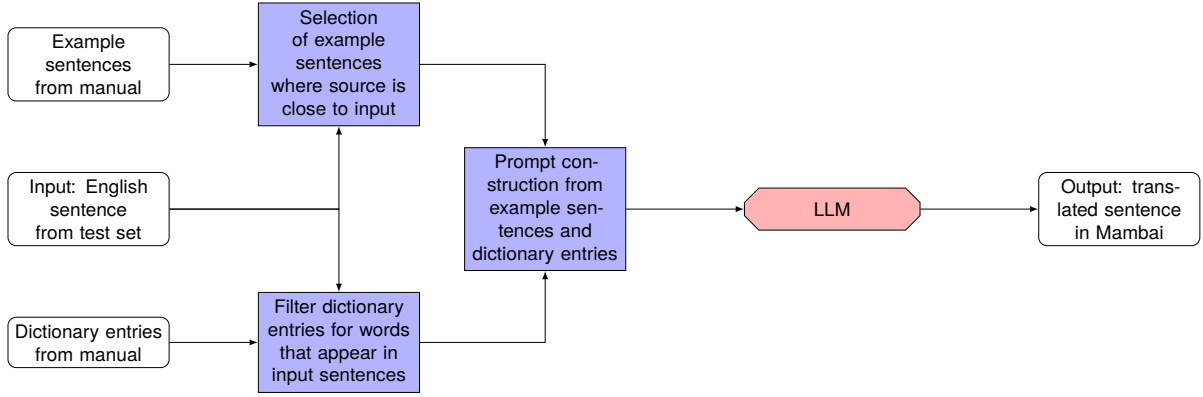 Example
sentences
from manual
Selection
of example
sentences
where source is
close to input
Input: English
sentence
from test set
Dictionary entries
from manual
Filter dictionary
entries for words
that appear in
input sentences
Prompt con-
struction from
example sen-
tences and
dictionary entries
LLM
Output: trans-
lated sentence
in Mambai